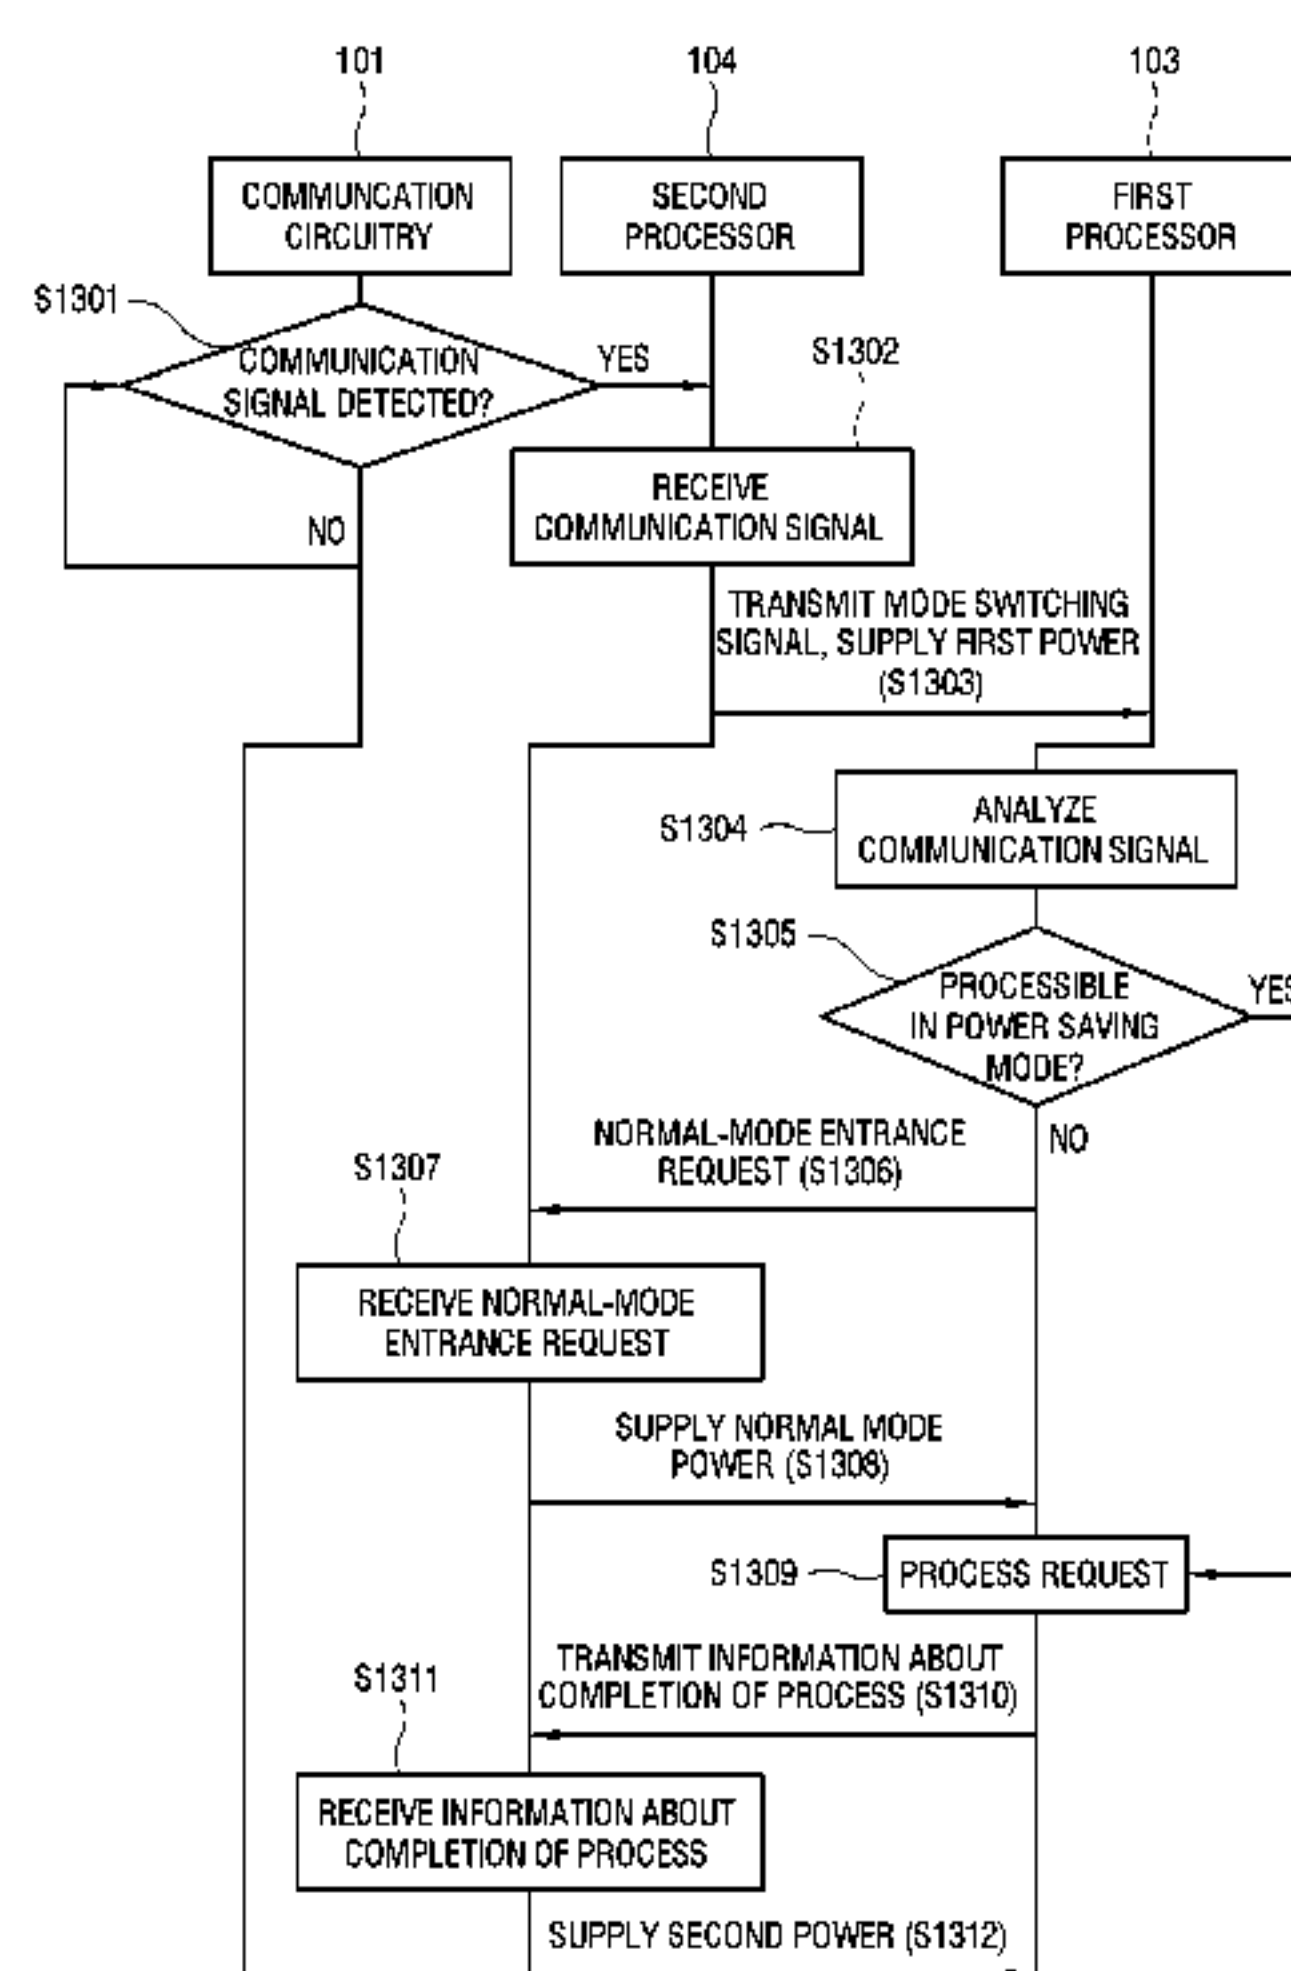 101
104
103
COMMUNCATION
CIRCUITRY
SECOND
PROCESSOR
FIRST
PROCESSOR
S1301
COMMUNICATION
SIGNAL DETECTED?
YES
NO
S1302
RECEIVE
COMMUNICATION SIGNAL
TRANSMIT MODE SWITCHING
SIGNAL, SUPPLY FIRST POWER
(S1303)
S1304
ANALYZE
COMMUNICATION SIGNAL
S1305
PROCESSIBLE
IN POWER SAVING
MODE?
YES
NO
NORMAL-MODE ENTRANCE
REQUEST (S1306)
S1307
RECEIVE NORMAL-MODE
ENTRANCE REQUEST
SUPPLY NORMAL MODE
POWER (S1308)
S1309
PROCESS REQUEST
TRANSMIT INFORMATION ABOUT
COMPLETION OF PROCESS (S1310)
S1311
RECEIVE INFORMATION ABOUT
COMPLETION OF PROCESS
SUPPLY SECOND POWER (S1312)